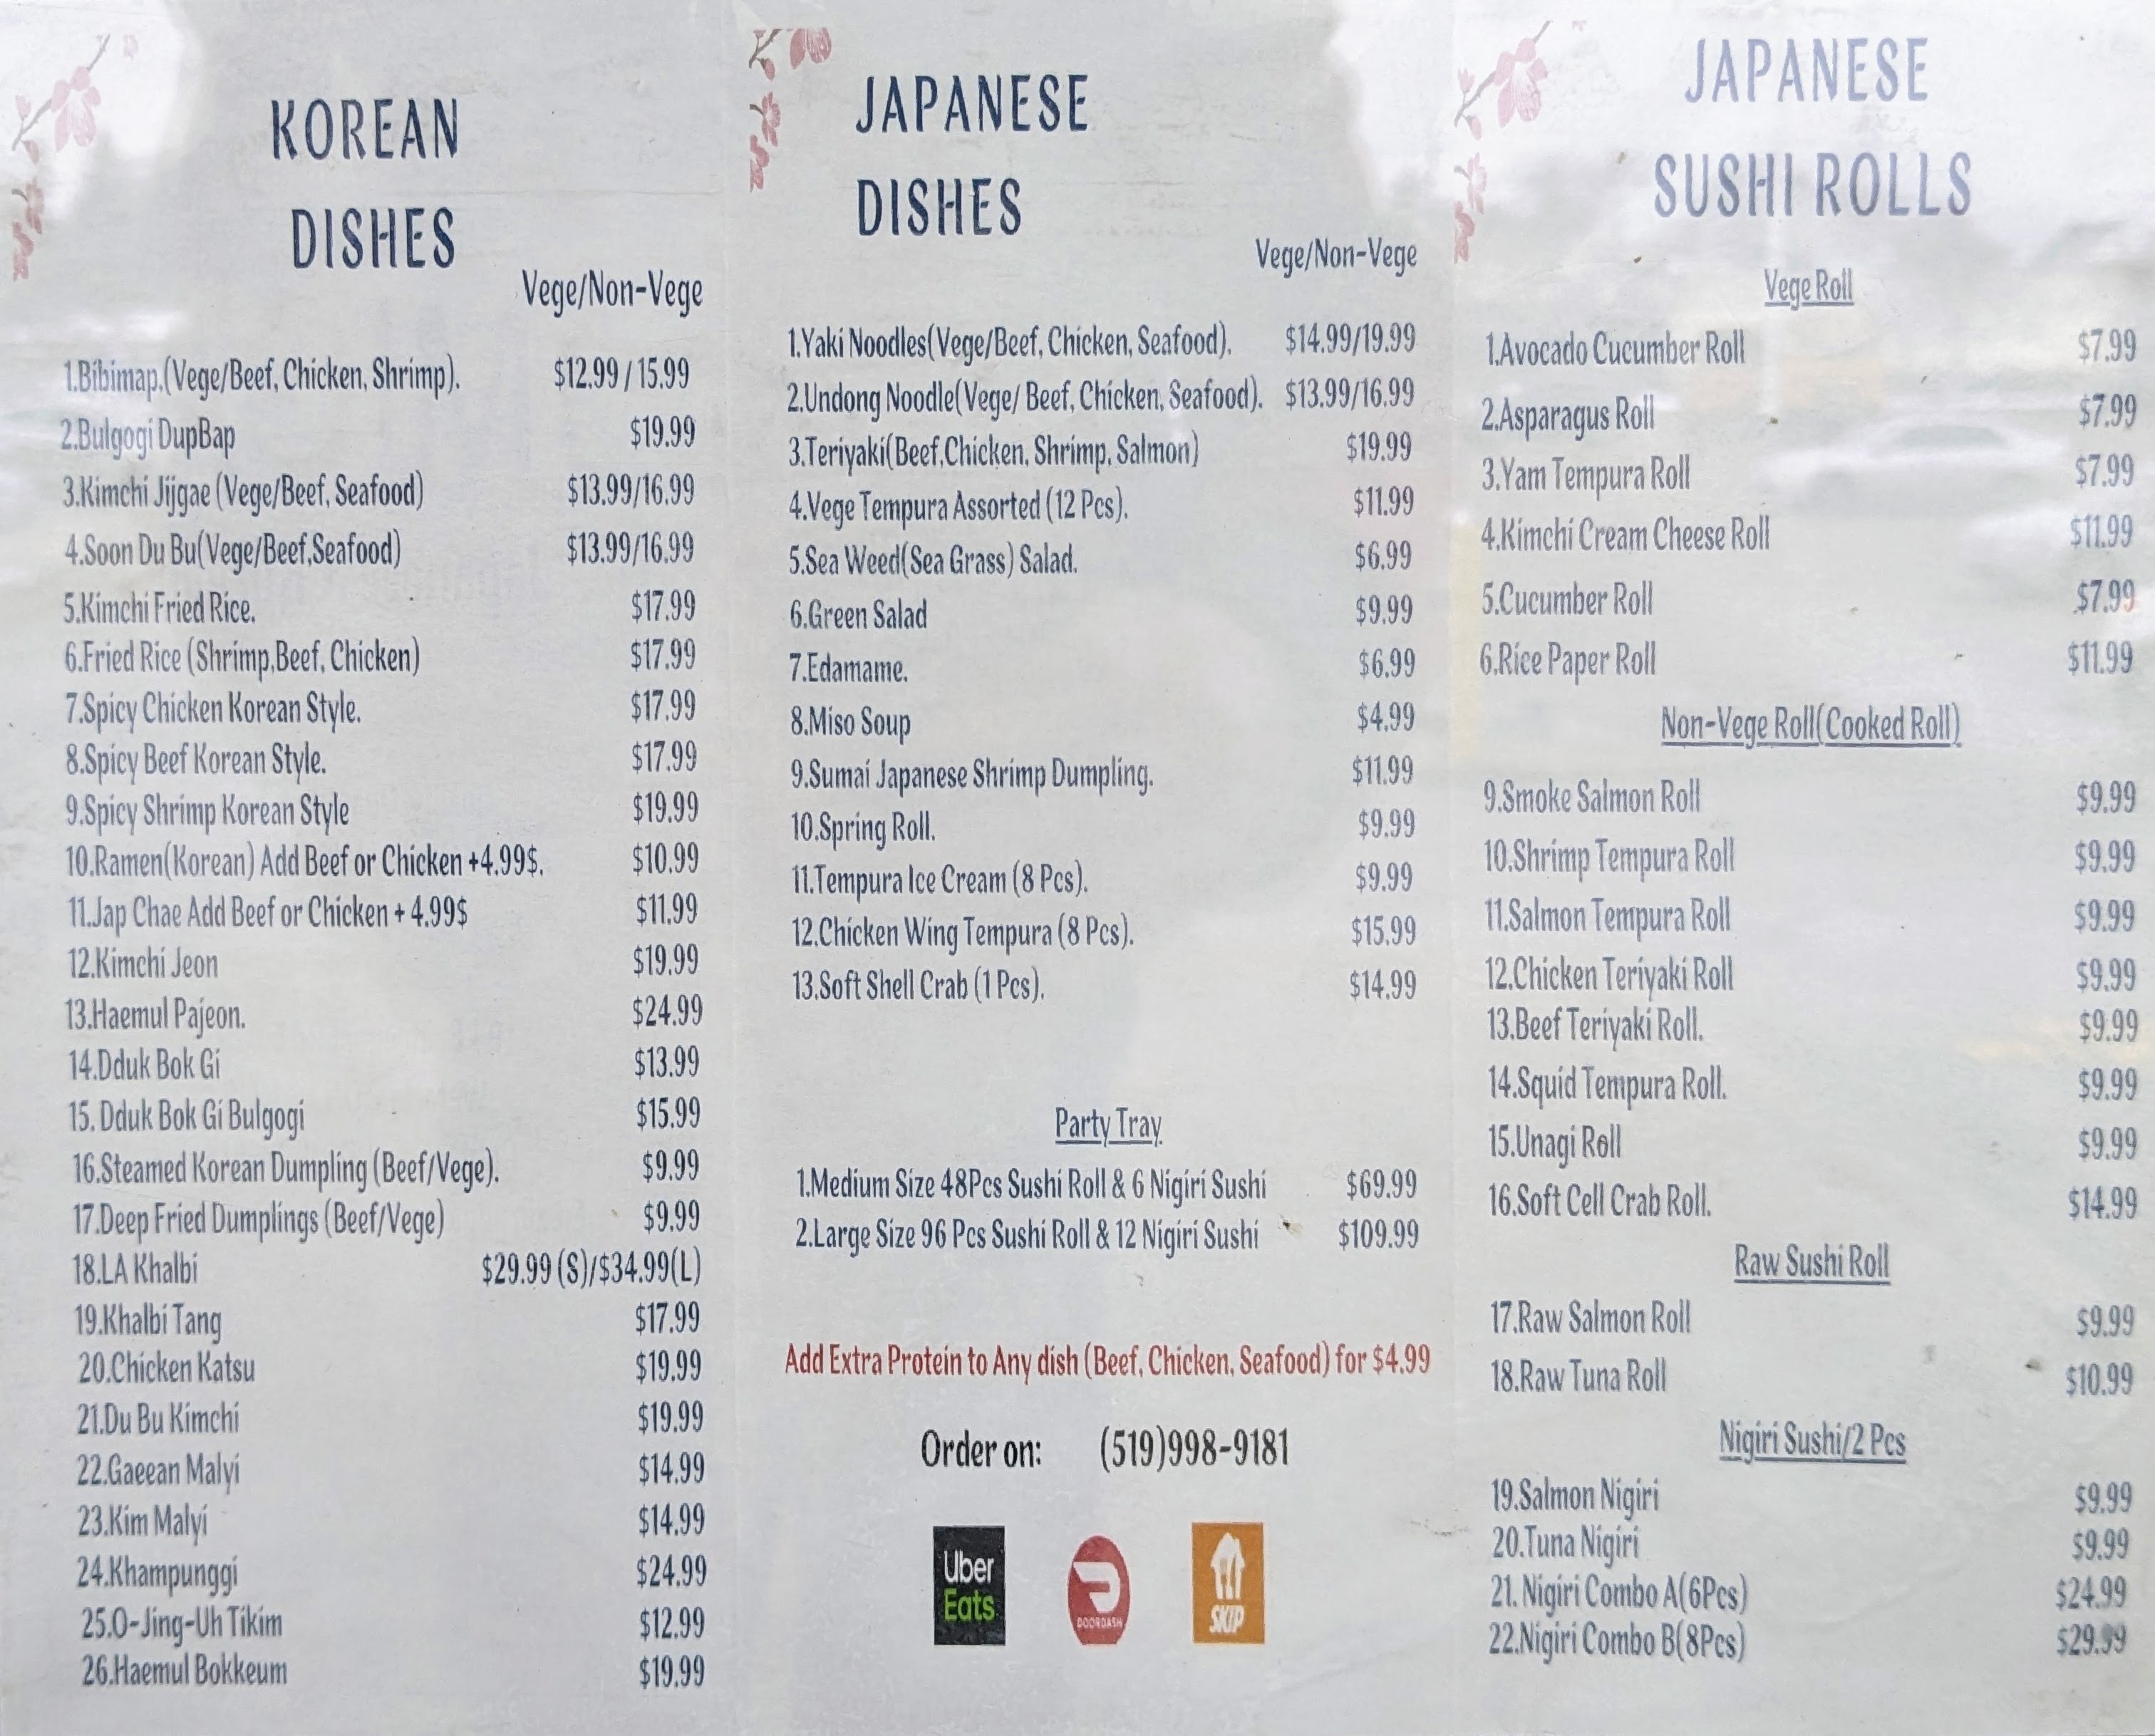 KOREAN
DISHES
Vege/Non-Vege
1.Bibimap.(Vege/Beef, Chicken, Shrimp). $12.99 / 15.99
2.Bulgogi DupBap $19.99
3.Kimchi Jijgae (Vege/Beef, Seafood) $13.99/16.99
4.Soon Du Bu(Vege/Beef,Seafood) $13.99/16.99
5.Kimchi Fried Rice. $17.99
6.Fried Rice (Shrimp,Beef, Chicken) $17.99
7.Spicy Chicken Korean Style. $17.99
8.Spicy Beef Korean Style. $17.99
9.Spicy Shrimp Korean Style $19.99
10.Ramen(Korean) Add Beef or Chicken +4.99$. $10.99
11.Jap Chae Add Beef or Chicken + 4.99$ $11.99
12.Kimchi Jeon $19.99
13.Haemul Pajeon. $24.99
14.Dduk Bok Gi $13.99
15. Dduk Bok Gi Bulgogi $15.99
16.Steamed Korean Dumpling (Beef/Vege). $9.99
17.Deep Fried Dumplings (Beef/Vege) $9.99
18.LA Khalbi $29.99 (S)/$34.99(L)
19.Khalbi Tang $17.99
20.Chicken Katsu $19.99
21.Du Bu Kimchi $19.99
22.Gaeean Malyi $14.99
23.Kim Malyi $14.99
24.Khampunggi $24.99
25.O-Jing-Uh Tikim $12.99
26.Haemul Bokkeum $19.99
JAPANESE
DISHES
Vege/Non-Vege
1.Yaki Noodles(Vege/Beef, Chicken, Seafood). $14.99/19.99
2.Undong Noodle(Vege/ Beef, Chicken, Seafood). $13.99/16.99
3.Teriyaki(Beef,Chicken, Shrimp, Salmon) $19.99
4.Vege Tempura Assorted (12 Pcs). $11.99
5.Sea Weed(Sea Grass) Salad. $6.99
6.Green Salad $9.99
7.Edamame. $6.99
8.Miso Soup $4.99
9.Sumai Japanese Shrimp Dumpling. $11.99
10.Spring Roll. $9.99
11.Tempura Ice Cream (8 Pcs). $9.99
12.Chicken Wing Tempura (8 Pcs). $15.99
13.Soft Shell Crab (1 Pcs). $14.99
Party Tray
1.Medium Size 48Pcs Sushi Roll & 6 Nigiri Sushi $69.99
2.Large Size 96 Pcs Sushi Roll & 12 Nigiri Sushi $109.99
Add Extra Protein to Any dish (Beef, Chicken, Seafood) for $4.99
Order on: (519)998-9181
Uber
Eats
DOORDASH
SKIP
JAPANESE
SUSHI ROLLS
Vege Roll
1.Avocado Cucumber Roll $7.99
2.Asparagus Roll $7.99
3.Yam Tempura Roll $7.99
4.Kimchi Cream Cheese Roll $11.99
5.Cucumber Roll $7.99
6.Rice Paper Roll $11.99
Non-Vege Roll(Cooked Roll)
9.Smoke Salmon Roll $9.99
10.Shrimp Tempura Roll $9.99
11.Salmon Tempura Roll $9.99
12.Chicken Teriyaki Roll $9.99
13.Beef Teriyaki Roll. $9.99
14.Squid Tempura Roll. $9.99
15.Unagi Roll $9.99
16.Soft Cell Crab Roll. $14.99
Raw Sushi Roll
17.Raw Salmon Roll $9.99
18.Raw Tuna Roll $10.99
Nigiri Sushi/2 Pcs
19.Salmon Nigiri $9.99
20.Tuna Nigiri $9.99
21. Nigiri Combo A(6Pcs) $24.99
22.Nigiri Combo B(8Pcs) $29.99